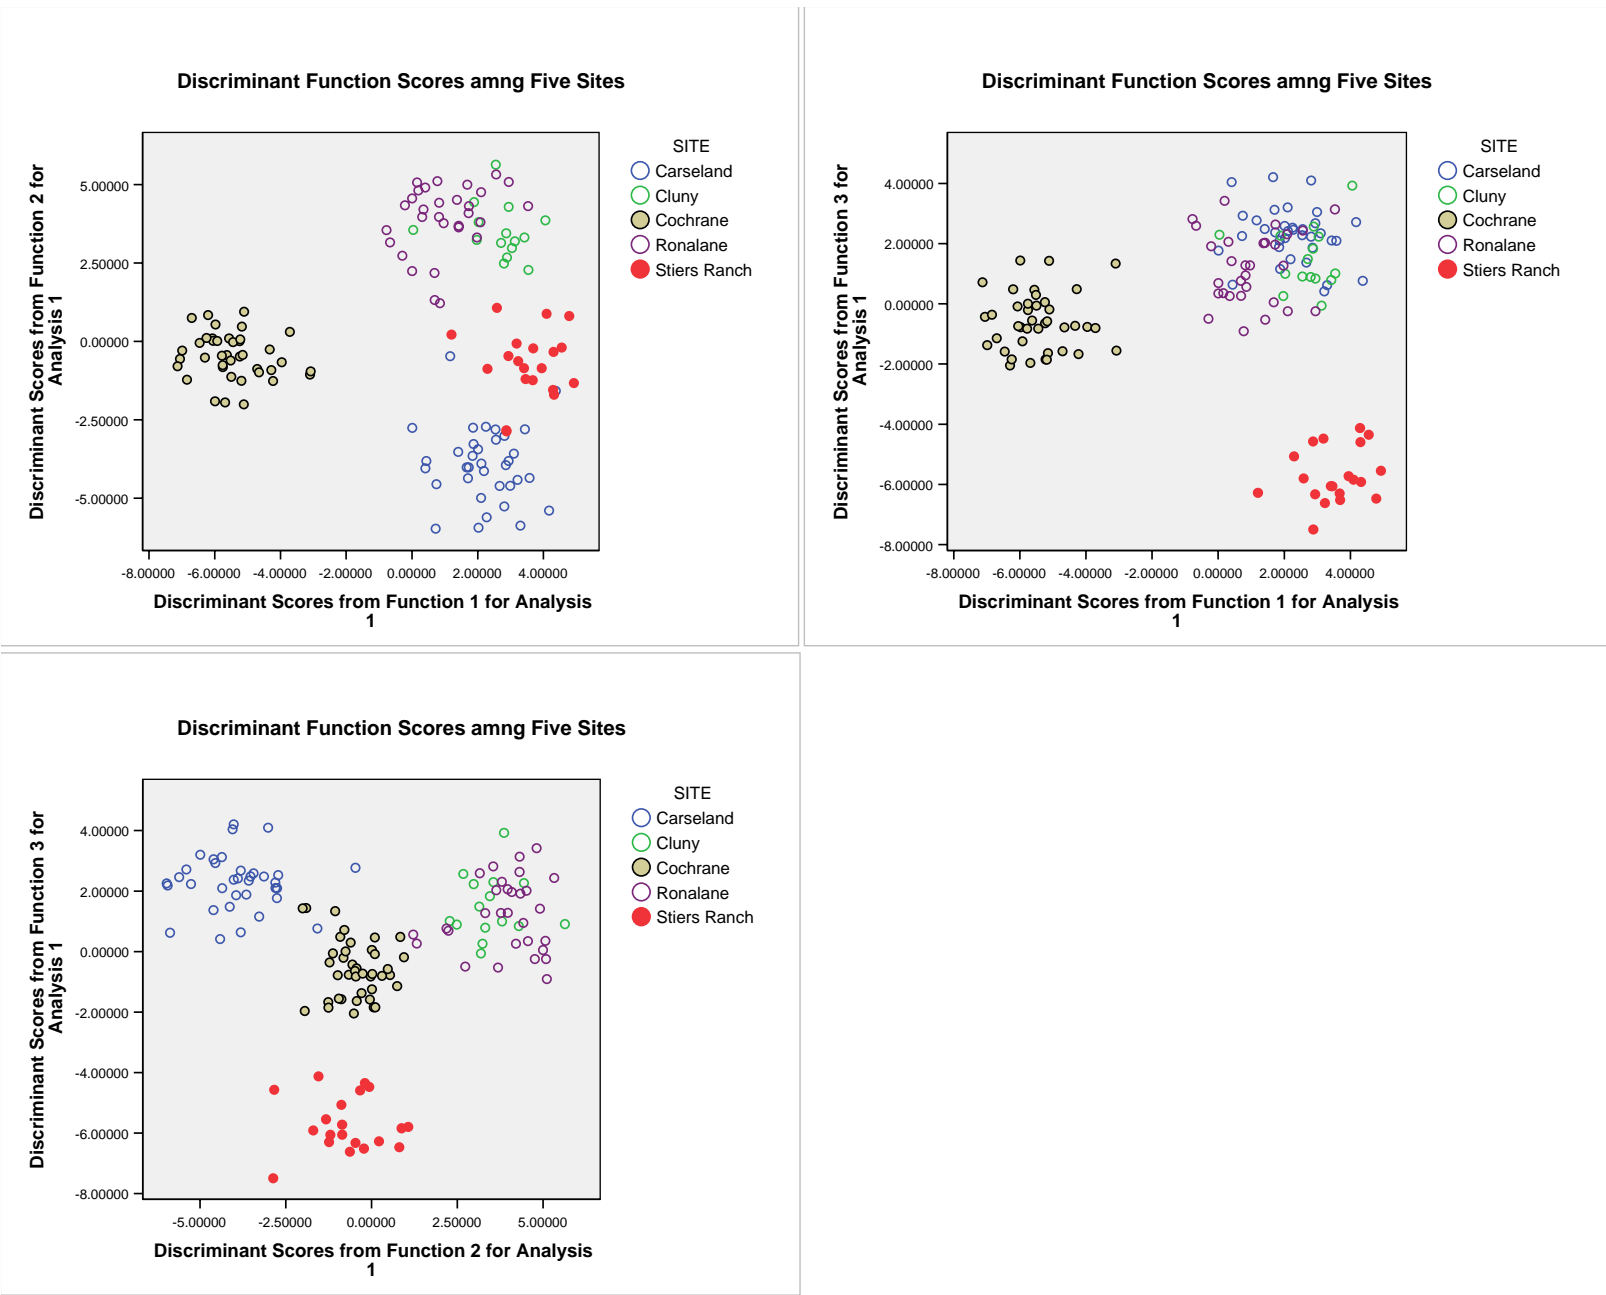 Discriminant Function Scores amng Five Sites
Discriminant Scores from Function 2 for
Analysis 1
5.00000
2.50000
0.00000
-2.50000
-5.00000
-8.00000 -6.00000 -4.00000 -2.00000 0.00000 2.00000 4.00000
Discriminant Scores from Function 1 for Analysis
1
SITE
Carseland
Cluny
Cochrane
Ronalane
Stiers Ranch
Discriminant Function Scores amng Five Sites
Discriminant Scores from Function 3 for
Analysis 1
4.00000
2.00000
0.00000
-2.00000
-4.00000
-6.00000
-8.00000
-8.00000 -6.00000 -4.00000 -2.00000 0.00000 2.00000 4.00000
Discriminant Scores from Function 1 for Analysis
1
SITE
Carseland
Cluny
Cochrane
Ronalane
Stiers Ranch
Discriminant Function Scores amng Five Sites
Discriminant Scores from Function 3 for
Analysis 1
4.00000
2.00000
0.00000
-2.00000
-4.00000
-6.00000
-8.00000
-5.00000 -2.50000 0.00000 2.50000 5.00000
Discriminant Scores from Function 2 for Analysis
1
SITE
Carseland
Cluny
Cochrane
Ronalane
Stiers Ranch